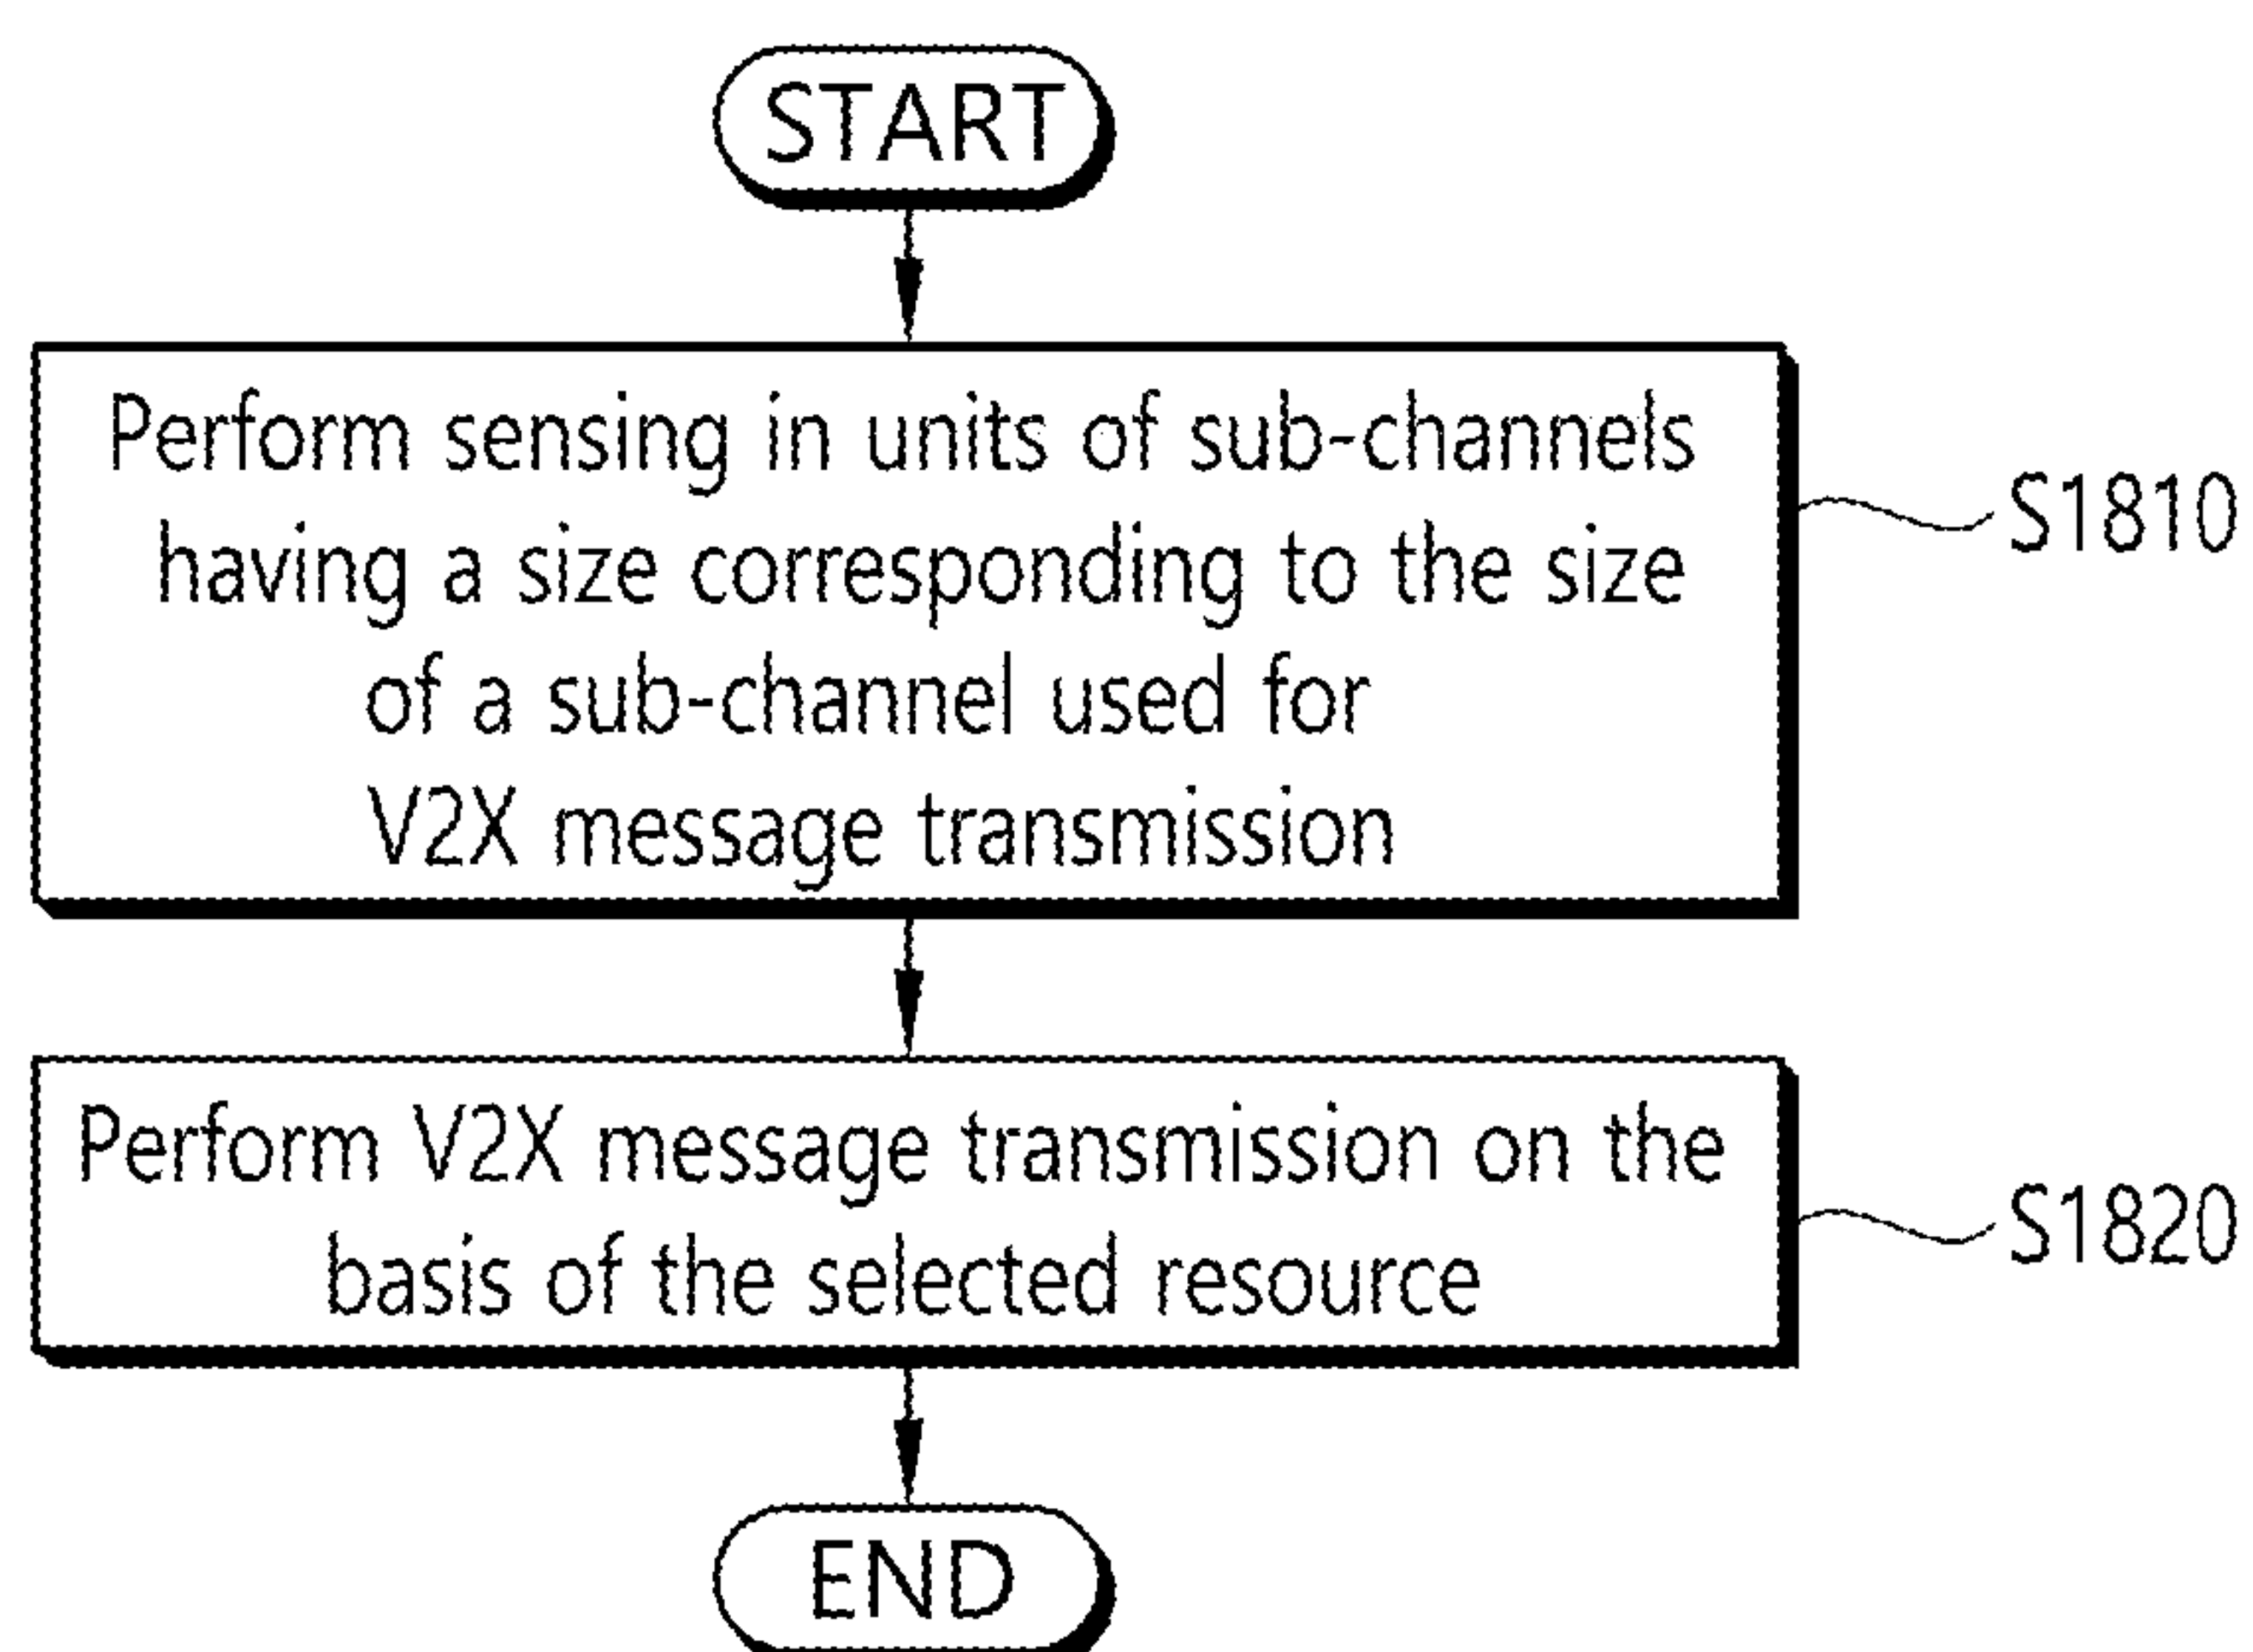 START
Perform sensing in units of sub-channels
having a size corresponding to the size
of a sub-channel used for
V2X message transmission
S1810
Perform V2X message transmission on the
basis of the selected resource
S1820
END